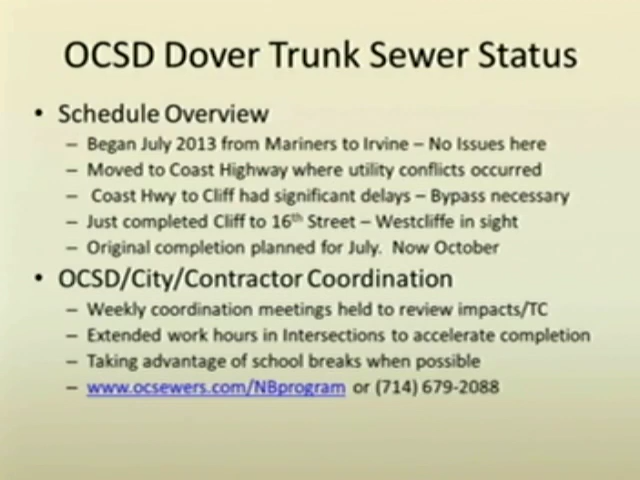 OCSD Dover Trunk Sewer Status
• Schedule Overview
– Began July 2013 from Mariners to Irvine – No Issues here
– Moved to Coast Highway where utility conflicts occurred
– Coast Hwy to Cliff had significant delays – Bypass necessary
– Just completed Cliff to 16th Street – Westcliffe in sight
– Original completion planned for July. Now October
• OCSD/City/Contractor Coordination
– Weekly coordination meetings held to review impacts/TC
– Extended work hours in Intersections to accelerate completion
– Taking advantage of school breaks when possible
– www.ocsewers.com/NBprogram or (714) 679-2088